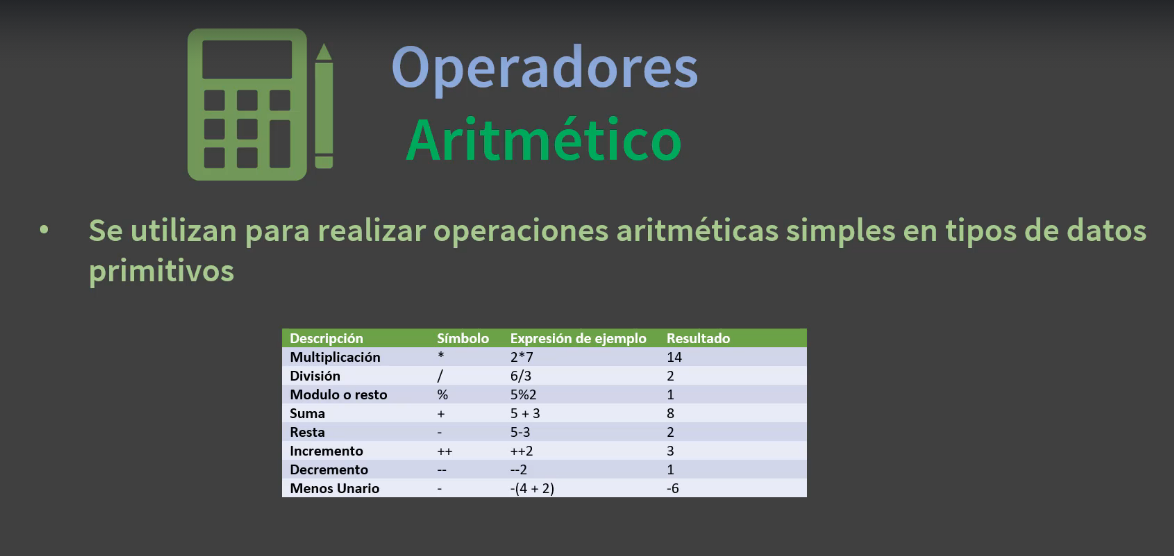 Operadores
Aritmético
• Se utilizan para realizar operaciones aritméticas simples en tipos de datos
primitivos
Descripción Símbolo Expresión de ejemplo Resultado
Multiplicación * 2*7 14
División / 6/3 2
Modulo o resto % 5%2 1
Suma + 5 + 3 8
Resta - 5-3 2
Incremento ++ ++2 3
Decremento -- --2 1
Menos Unario - -(4 + 2) -6